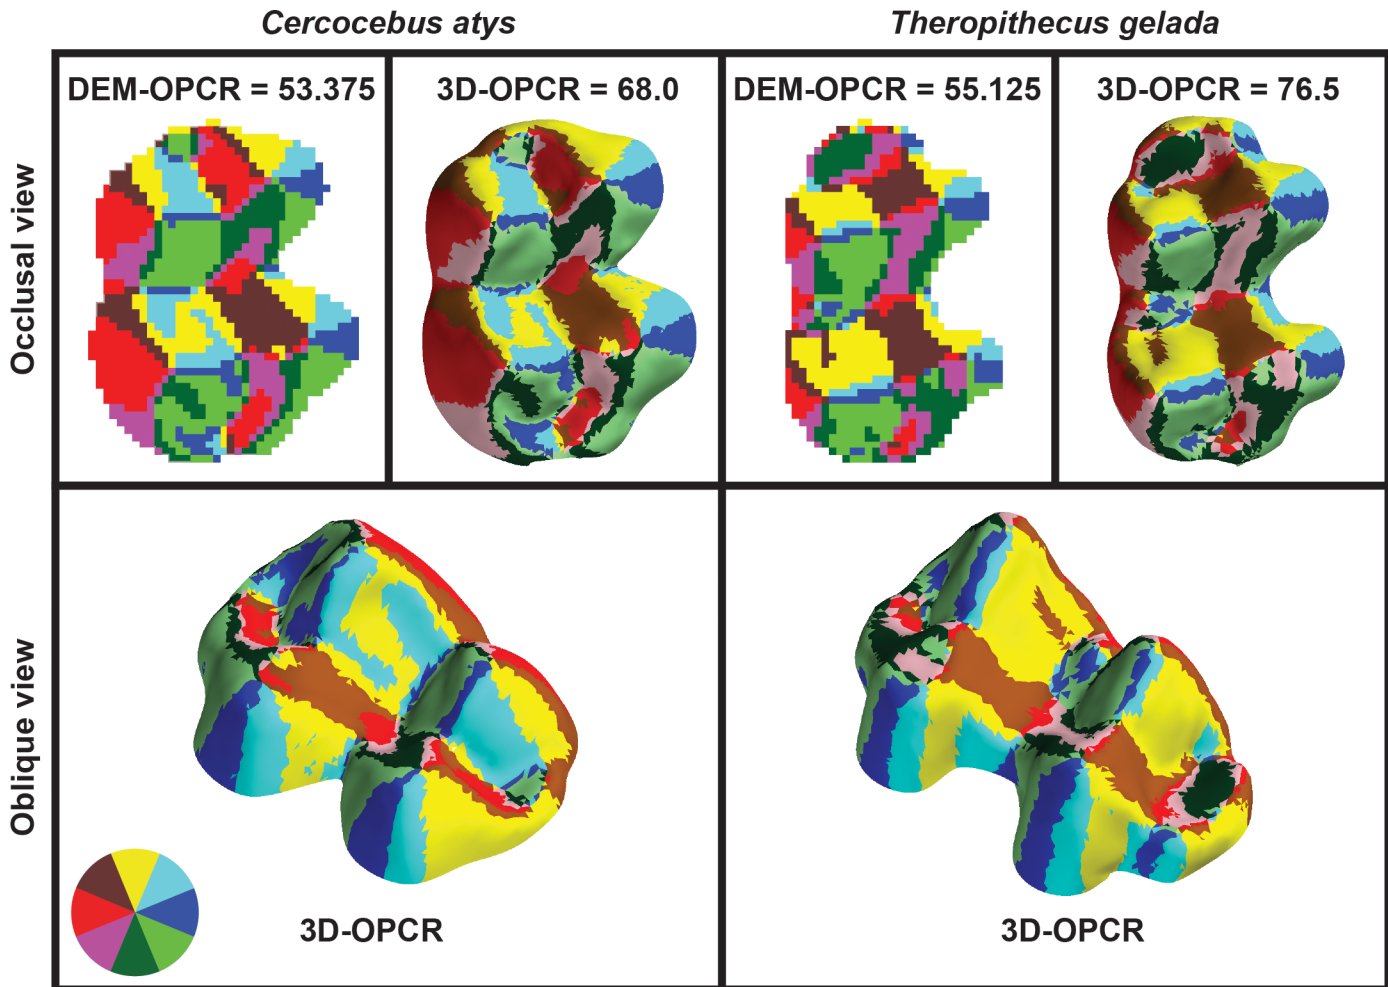 Cercocebus atys
Theropithecus gelada
Occlusal view
DEM-OPCR = 53.375
3D-OPCR = 68.0
DEM-OPCR = 55.125
3D-OPCR = 76.5
Oblique view
3D-OPCR
3D-OPCR